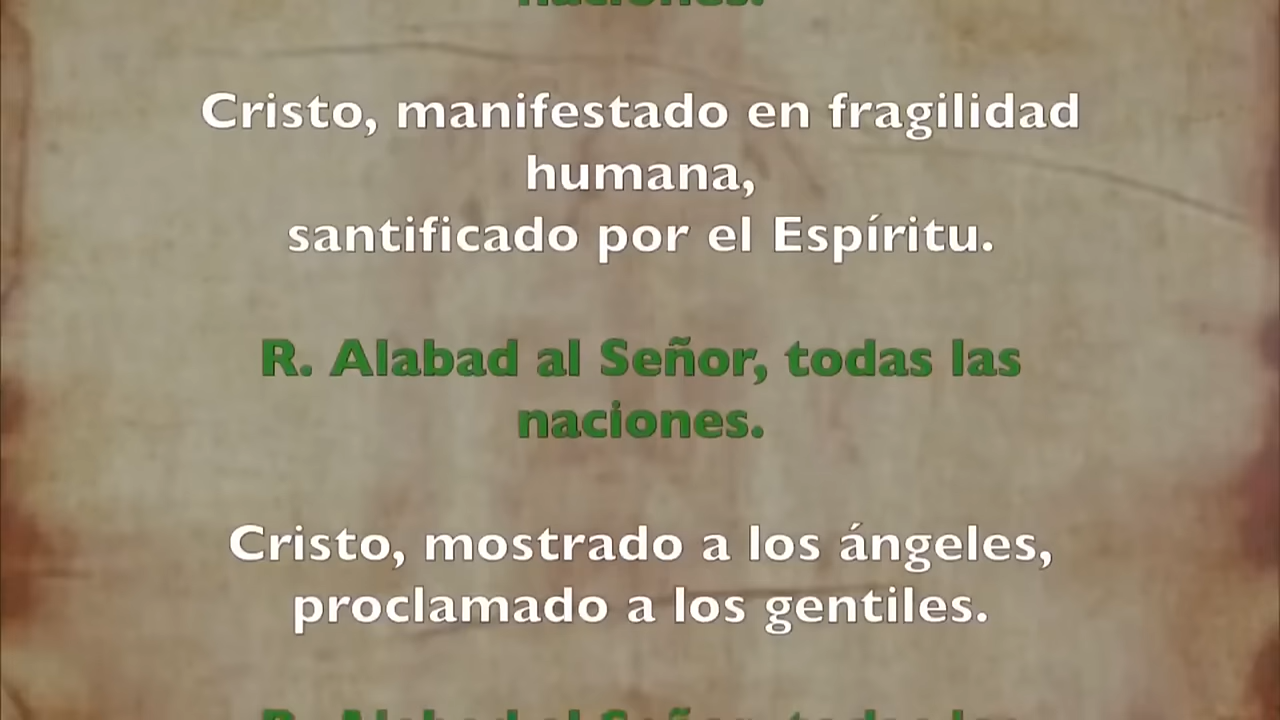 naciones.
Cristo, manifestado en fragilidad
humana,
santificado por el Espíritu.
R. Alabad al Señor, todas las
naciones.
Cristo, mostrado a los ángeles,
proclamado a los gentiles.
R. Alabad al Señor, todas las